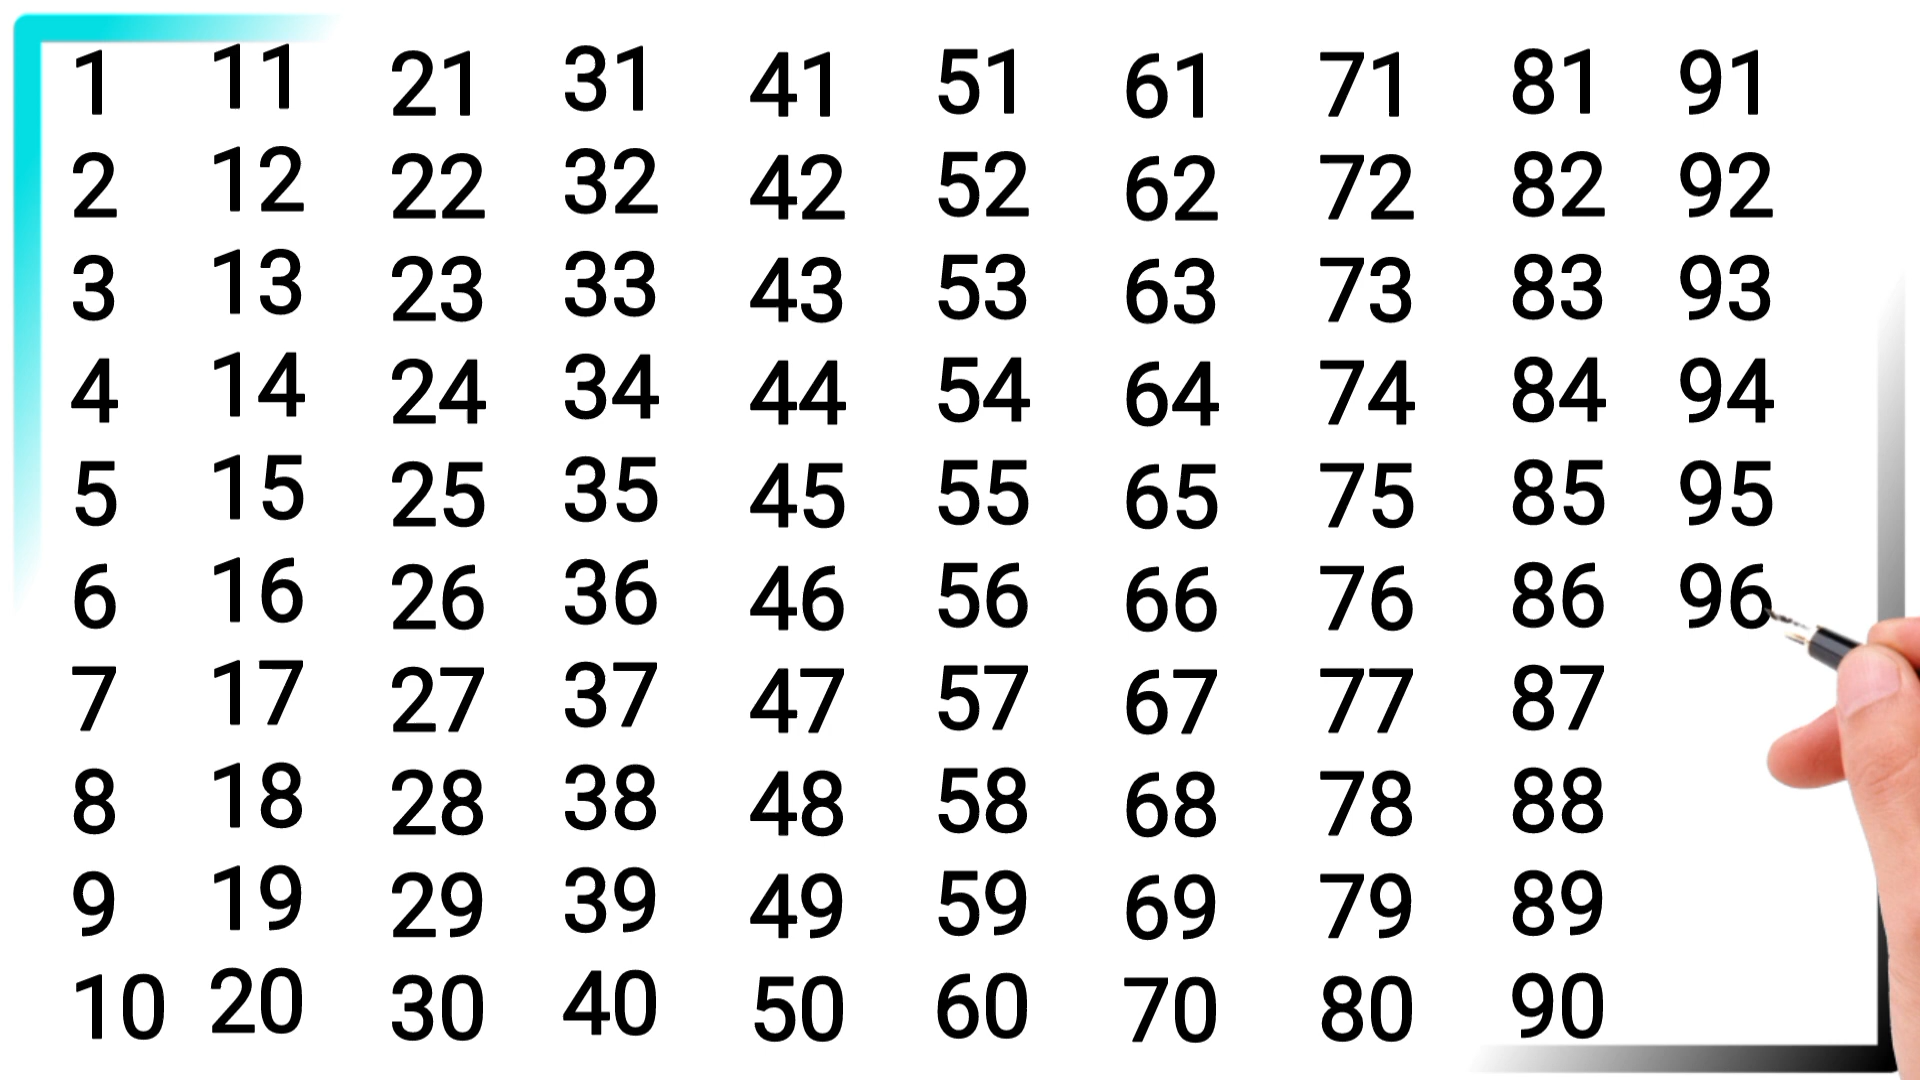 1 11 21 31 41 51 61 71 81 91
2 12 22 32 42 52 62 72 82 92
3 13 23 33 43 53 63 73 83 93
4 14 24 34 44 54 64 74 84 94
5 15 25 35 45 55 65 75 85 95
6 16 26 36 46 56 66 76 86 96
7 17 27 37 47 57 67 77 87
8 18 28 38 48 58 68 78 88
9 19 29 39 49 59 69 79 89
10 20 30 40 50 60 70 80 90